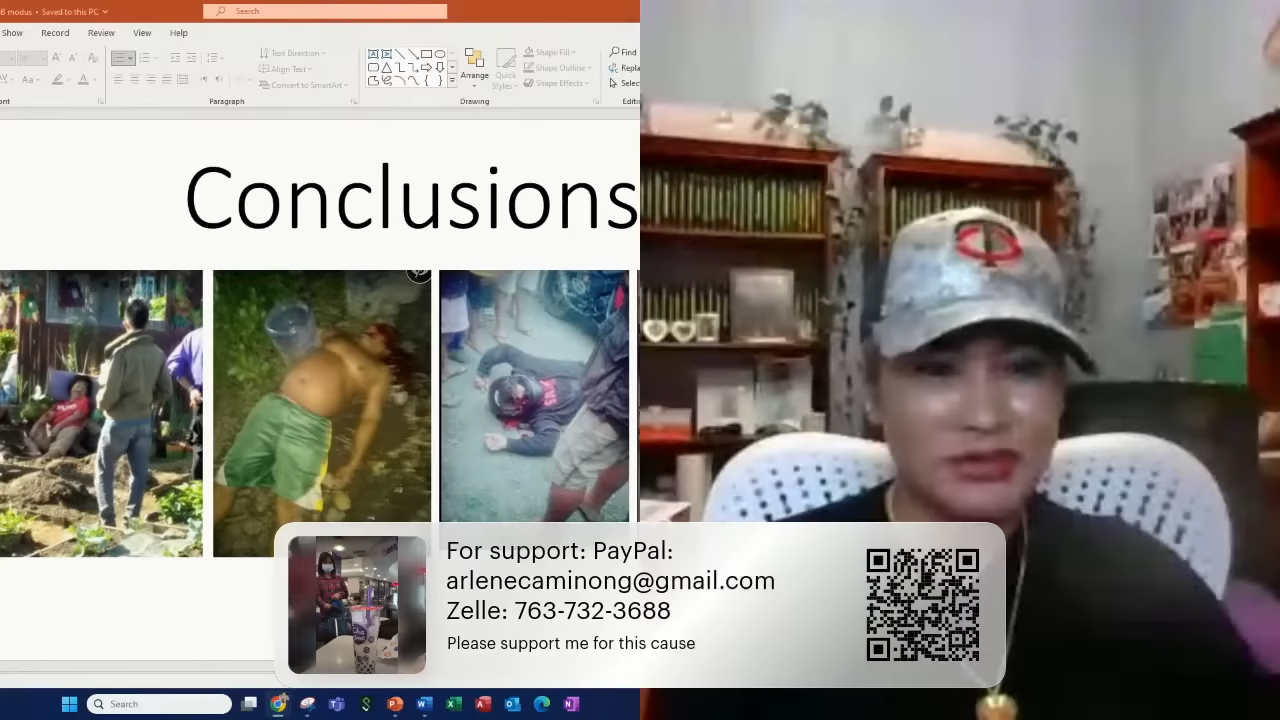 B modus • Saved to this PC
Search
Show Record Review View Help
Text Direction
Align Text
Convert to SmartArt
Aa
Paragraph
Arrange
Quick
Styles
Shape Fill
Shape Outline
Shape Effects
Drawing
Find
Conclusions
For support: PayPal:
arlenecaminong@gmail.com
Zelle: 763-732-3688
Please support me for this cause
Search